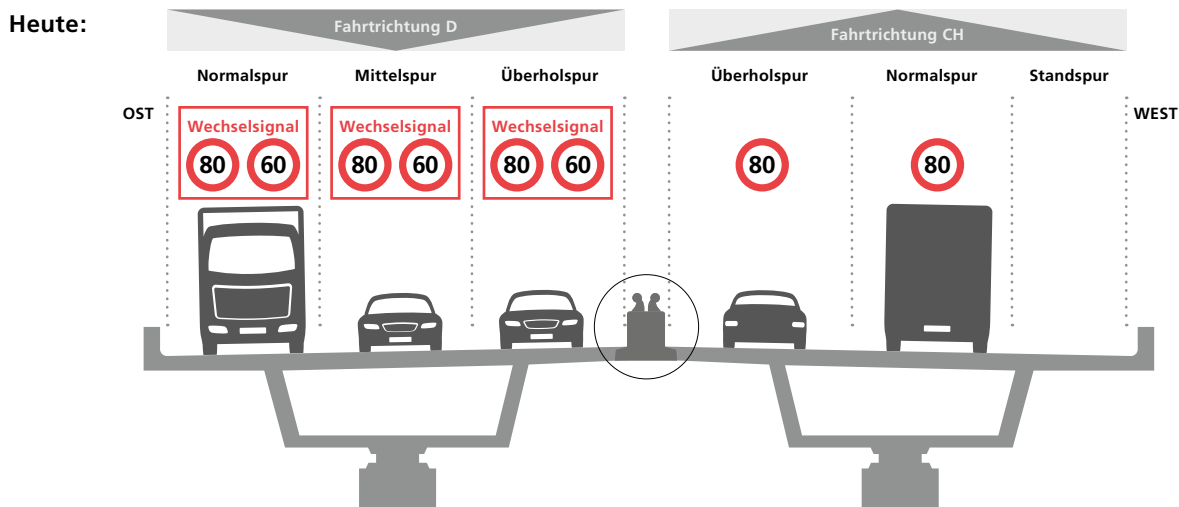 Heute:
Fahrtrichtung D
Fahrtrichtung CH
Normalspur
Mittelspur
Überholspur
Überholspur
Normalspur
Standspur
OST
WEST
Wechselsignal
80 60
Wechselsignal
80 60
Wechselsignal
80 60
80
80